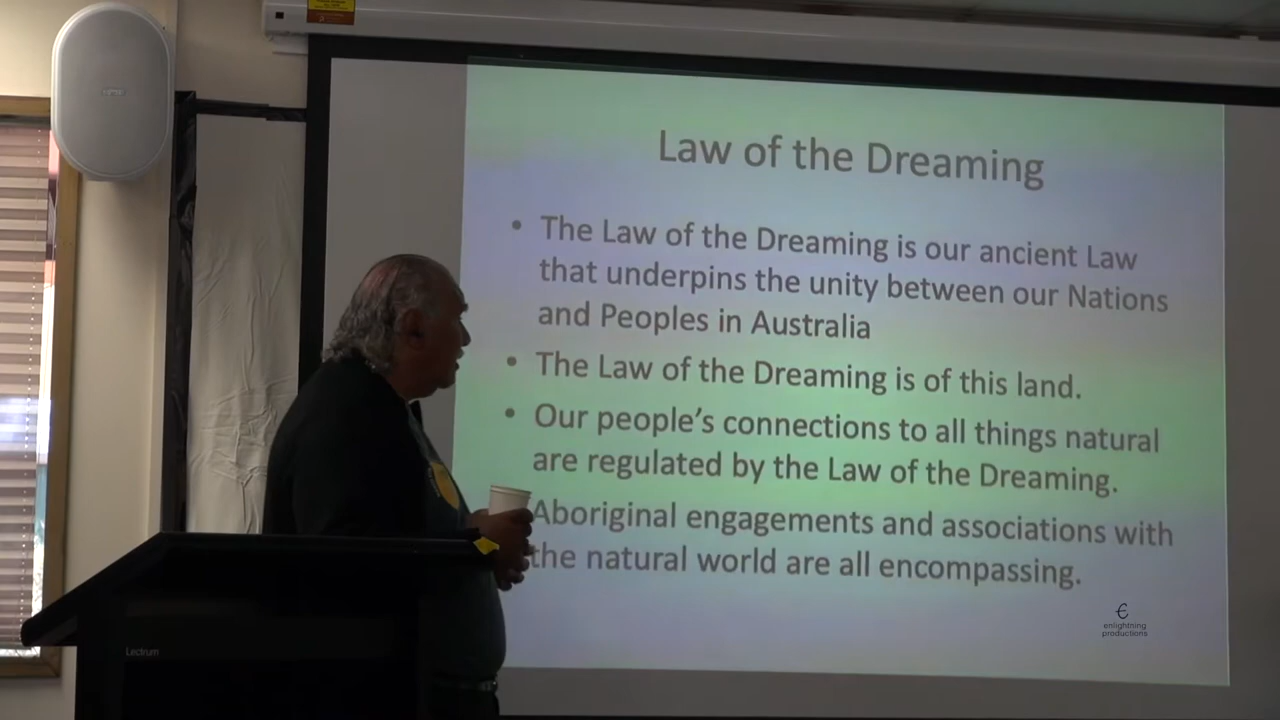 Law of the Dreaming
• The Law of the Dreaming is our ancient Law
that underpins the unity between our Nations
and Peoples in Australia
• The Law of the Dreaming is of this land.
• Our people's connections to all things natural
are regulated by the Law of the Dreaming.
Aboriginal engagements and associations with
the natural world are all encompassing.
enlightning
productions
Lectrum